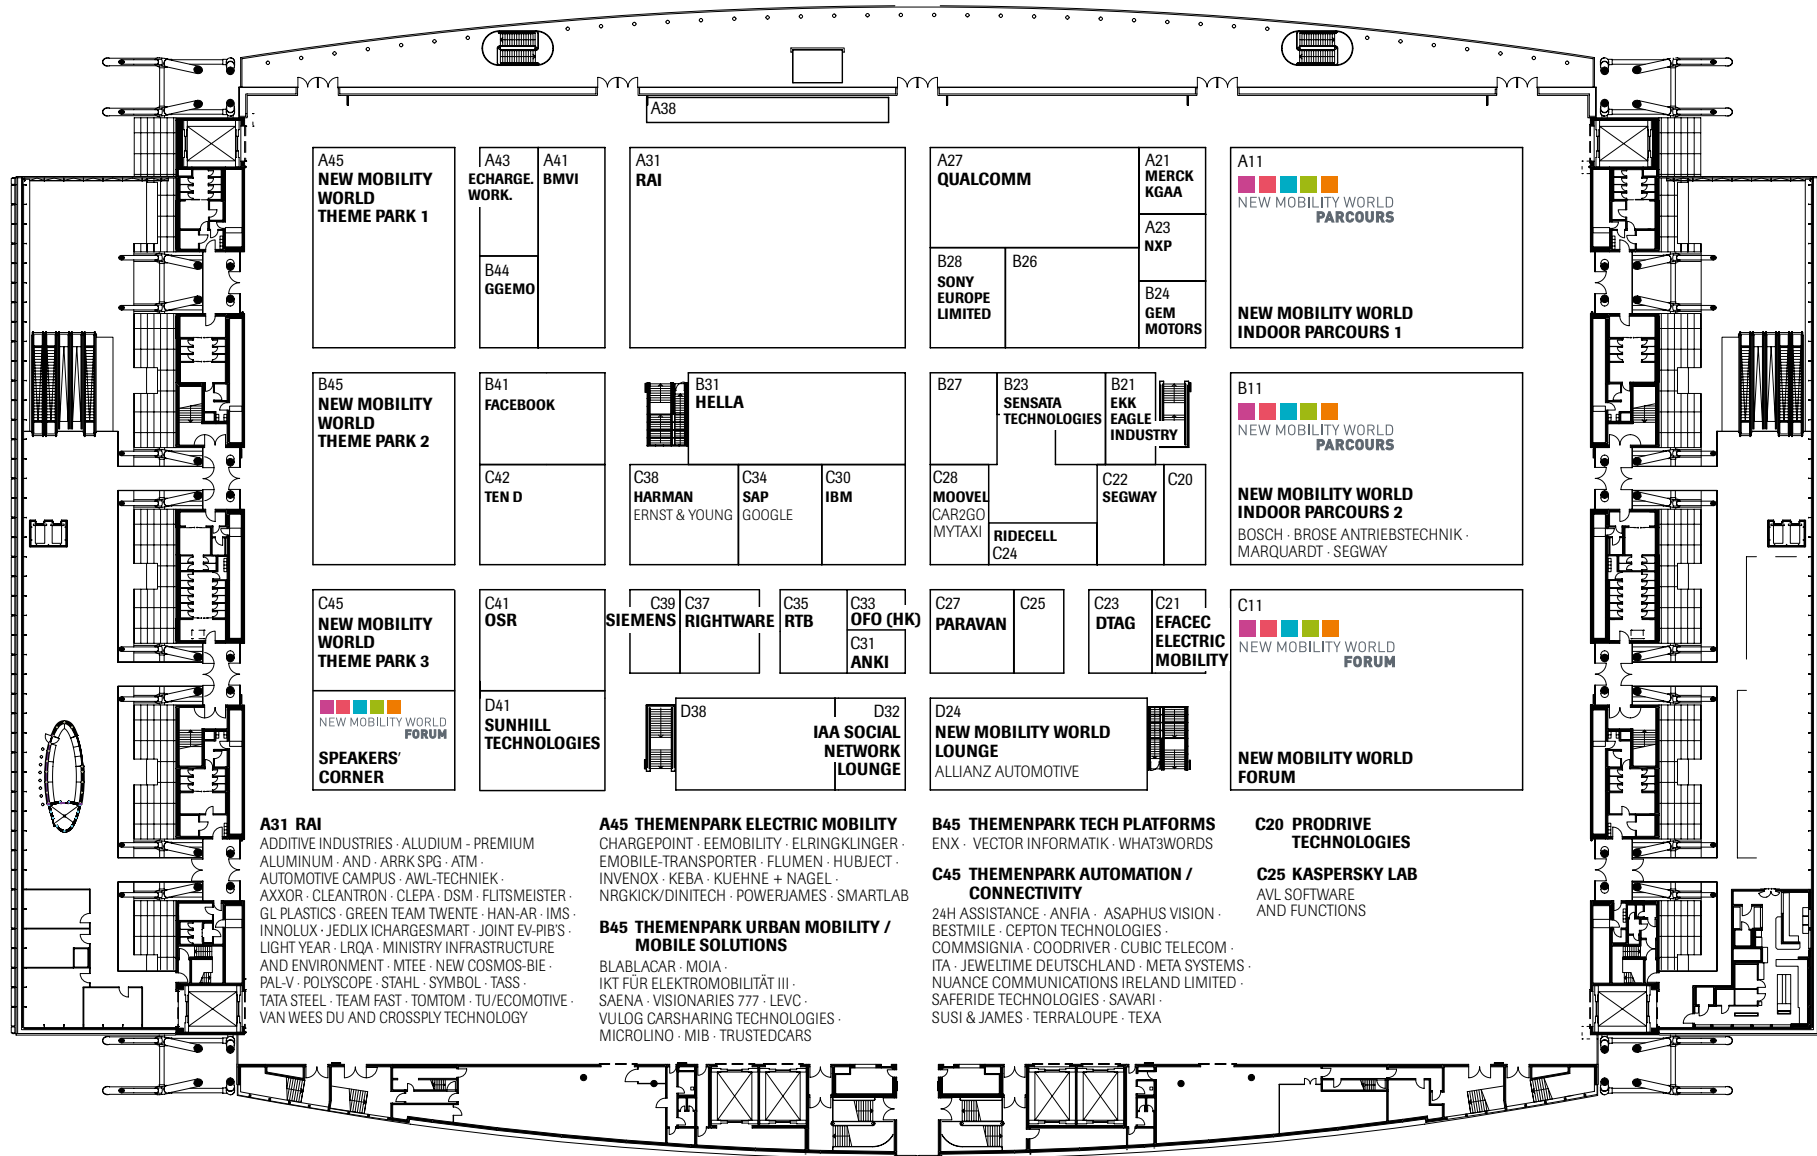 A38
A45
NEW MOBILITY
WORLD
THEME PARK 1
A43
ECHARGE.
WORK.
A41
BMVI
B44
GGEMO
A31
RAI
A27
QUALCOMM
A21
MERCK
KGAA
A23
NXP
B28
SONY
EUROPE
LIMITED
B26
B24
GEM
MOTORS
A11
NEW MOBILITY WORLD
PARCOURS
NEW MOBILITY WORLD
INDOOR PARCOURS 1
B45
NEW MOBILITY
WORLD
THEME PARK 2
B41
FACEBOOK
C42
TEN D
B31
HELLA
C38
HARMAN
ERNST & YOUNG
C34
SAP
GOOGLE
C30
IBM
B27
B23
SENSATA
TECHNOLOGIES
B21
EKK
EAGLE
INDUSTRY
C28
MOOVEL
CAR2GO
MYTAXI
RIDECELL
C24
C22
SEGWAY
C20
B11
NEW MOBILITY WORLD
PARCOURS
NEW MOBILITY WORLD
INDOOR PARCOURS 2
BOSCH · BROSE ANTRIEBSTECHNIK ·
MARQUARDT · SEGWAY
C45
NEW MOBILITY
WORLD
THEME PARK 3
NEW MOBILITY WORLD
FORUM
SPEAKERS'
CORNER
C41
OSR
D41
SUNHILL
TECHNOLOGIES
C39
SIEMENS
C37
RIGHTWARE
C35
RTB
C33
OFO (HK)
C31
ANKI
C27
PARAVAN
C25
C23
DTAG
C21
EFACEC
ELECTRIC
MOBILITY
D38
D32
IAA SOCIAL
NETWORK
LOUNGE
D24
NEW MOBILITY WORLD
LOUNGE
ALLIANZ AUTOMOTIVE
C11
NEW MOBILITY WORLD
FORUM
NEW MOBILITY WORLD
FORUM
A31 RAI
ADDITIVE INDUSTRIES · ALUDIUM - PREMIUM
ALUMINUM · AND · ARRK SPG · ATM ·
AUTOMOTIVE CAMPUS · AWL-TECHNIEK ·
AXXOR · CLEANTRON · CLEPA · DSM · FLITSMEISTER ·
GL PLASTICS · GREEN TEAM TWENTE · HAN-AR · IMS ·
INNOLUX · JEDLIX ICHARGESMART · JOINT EV-PIB'S ·
LIGHT YEAR · LRQA · MINISTRY INFRASTRUCTURE
AND ENVIRONMENT · MTEE · NEW COSMOS-BIE ·
PAL-V · POLYSCOPE · STAHL · SYMBOL · TASS ·
TATA STEEL · TEAM FAST · TOMTOM · TU/ECOMOTIVE ·
VAN WEES DU AND CROSSPLY TECHNOLOGY
A45 THEMENPARK ELECTRIC MOBILITY
CHARGEPOINT · EEMOBILITY · ELRINGKLINGER ·
EMOBILE-TRANSPORTER · FLUMEN · HUBJECT ·
INVENOX · KEBA · KUEHNE + NAGEL ·
NRGKICK/DINITECH · POWERJAMES · SMARTLAB
B45 THEMENPARK URBAN MOBILITY /
MOBILE SOLUTIONS
BLABLACAR · MOIA ·
IKT FÜR ELEKTROMOBILITÄT III ·
SAENA · VISIONARIES 777 · LEVC ·
VULOG CARSHARING TECHNOLOGIES ·
MICROLINO · MIB · TRUSTEDCARS
B45 THEMENPARK TECH PLATFORMS
ENX · VECTOR INFORMATIK · WHAT3WORDS
C45 THEMENPARK AUTOMATION /
CONNECTIVITY
24H ASSISTANCE · ANFIA · ASAPHUS VISION ·
BESTMILE · CEPTON TECHNOLOGIES ·
COMMSIGNIA · COODRIVER · CUBIC TELECOM ·
ITA · JEWELTIME DEUTSCHLAND · META SYSTEMS ·
NUANCE COMMUNICATIONS IRELAND LIMITED ·
SAFERIDE TECHNOLOGIES · SAVARI ·
SUSI & JAMES · TERRALOUPE · TEXA
C20 PRODRIVE
TECHNOLOGIES
C25 KASPERSKY LAB
AVL SOFTWARE
AND FUNCTIONS